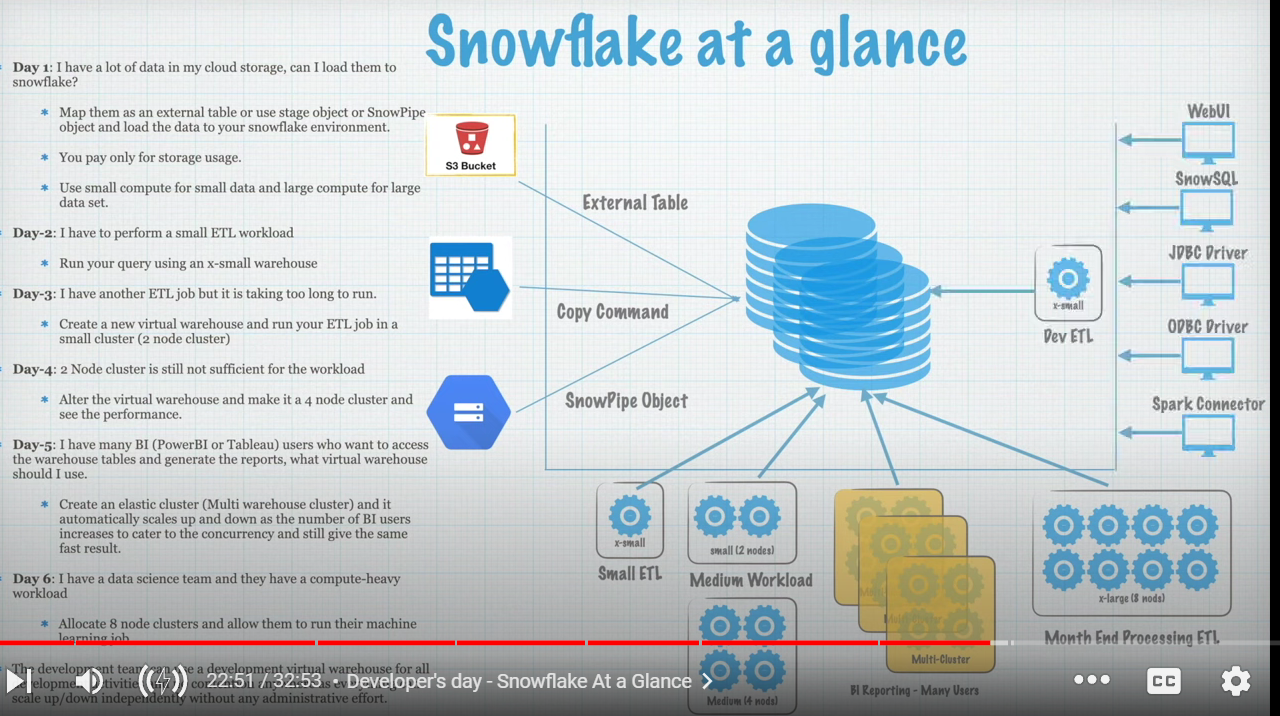 Snowflake at a glance
Day 1: I have a lot of data in my cloud storage, can I load them to
snowflake?
* Map them as an external table or use stage object or SnowPipe
object and load the data to your snowflake environment.
* You pay only for storage usage.
* Use small compute for small data and large compute for large
data set.
Day-2: I have to perform a small ETL workload
* Run your query using an x-small warehouse
Day-3: I have another ETL job but it is taking too long to run.
* Create a new virtual warehouse and run your ETL job in a
small cluster (2 node cluster)
Day-4: 2 Node cluster is still not sufficient for the workload
* Alter the virtual warehouse and make it a 4 node cluster and
see the performance.
Day-5: I have many BI (PowerBI or Tableau) users who want to access
the warehouse tables and generate the reports, what virtual warehouse
should I use.
* Create an elastic cluster (Multi warehouse cluster) and it
automatically scales up and down as the number of BI users
increases to cater to the concurrency and still give the same
fast result.
Day 6: I have a data science team and they have a compute-heavy
workload
* Allocate 8 node clusters and allow them to run their machine
learning job
The development team can use a development virtual warehouse for all
scale up/down independently without any administrative effort.
S3 Bucket
External Table
Copy Command
SnowPipe Object
x-small
Dev ETL
WebUI
SnowSQL
JDBC Driver
ODBC Driver
Spark Connector
x-small
Small ETL
small (2 nodes)
Medium Workload
Medium (4 nodes)
Multi-Cluster
BI Reporting - Many Users
x-large (8 nods)
Month End Processing ETL
22:51 / 32:53 • Developer's day - Snowflake At a Glance
CC